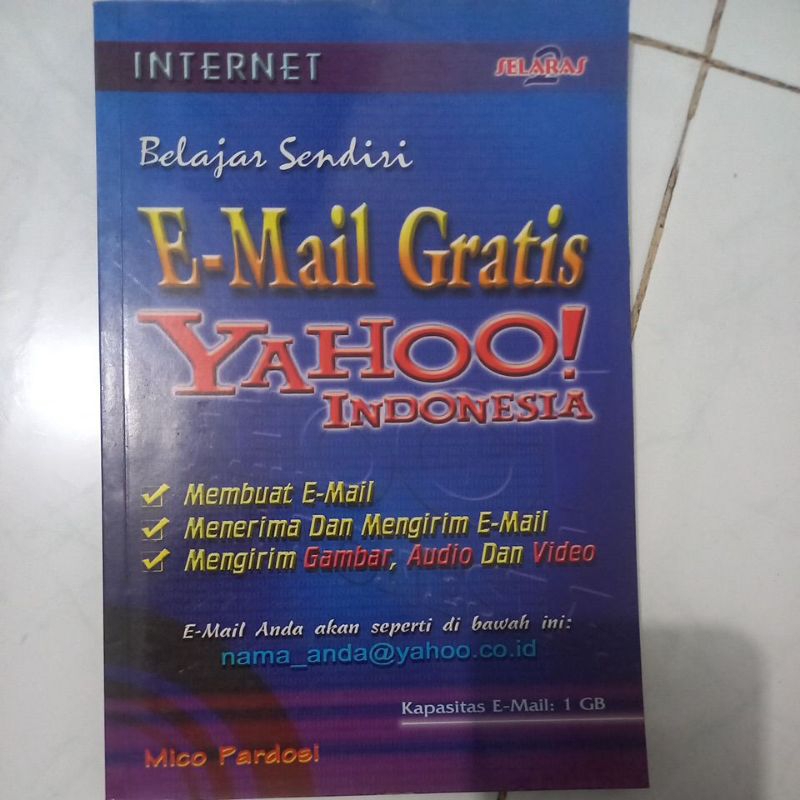 INTERNET
SELARAS 2
Belajar Sendiri
E-Mail Gratis
YAHOO!
INDONESIA
Membuat E-Mail
Menerima Dan Mengirim E-Mail
Mengirim Gambar, Audio Dan Video
E-Mail Anda akan seperti di bawah ini:
nama_anda@yahoo.co.id
Kapasitas E-Mail: 1 GB
Mico Pardosi